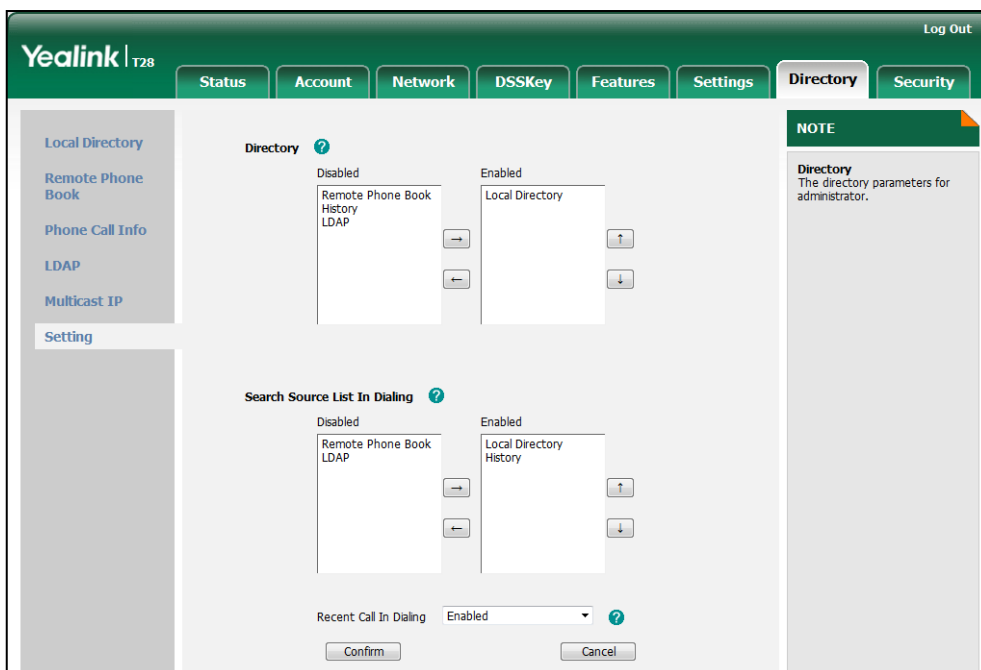 Log Out
Yealink T28
Status Account Network DSSKey Features Settings Directory Security
Local Directory
Remote Phone
Book
Phone Call Info
LDAP
Multicast IP
Setting
Directory ?
Disabled Enabled
Remote Phone Book
History
LDAP
Local Directory
→ ↑
← ↓
Search Source List In Dialing ?
Disabled Enabled
Remote Phone Book
LDAP
Local Directory
History
→ ↑
← ↓
Recent Call In Dialing Enabled ?
Confirm Cancel
NOTE
Directory
The directory parameters for
administrator.